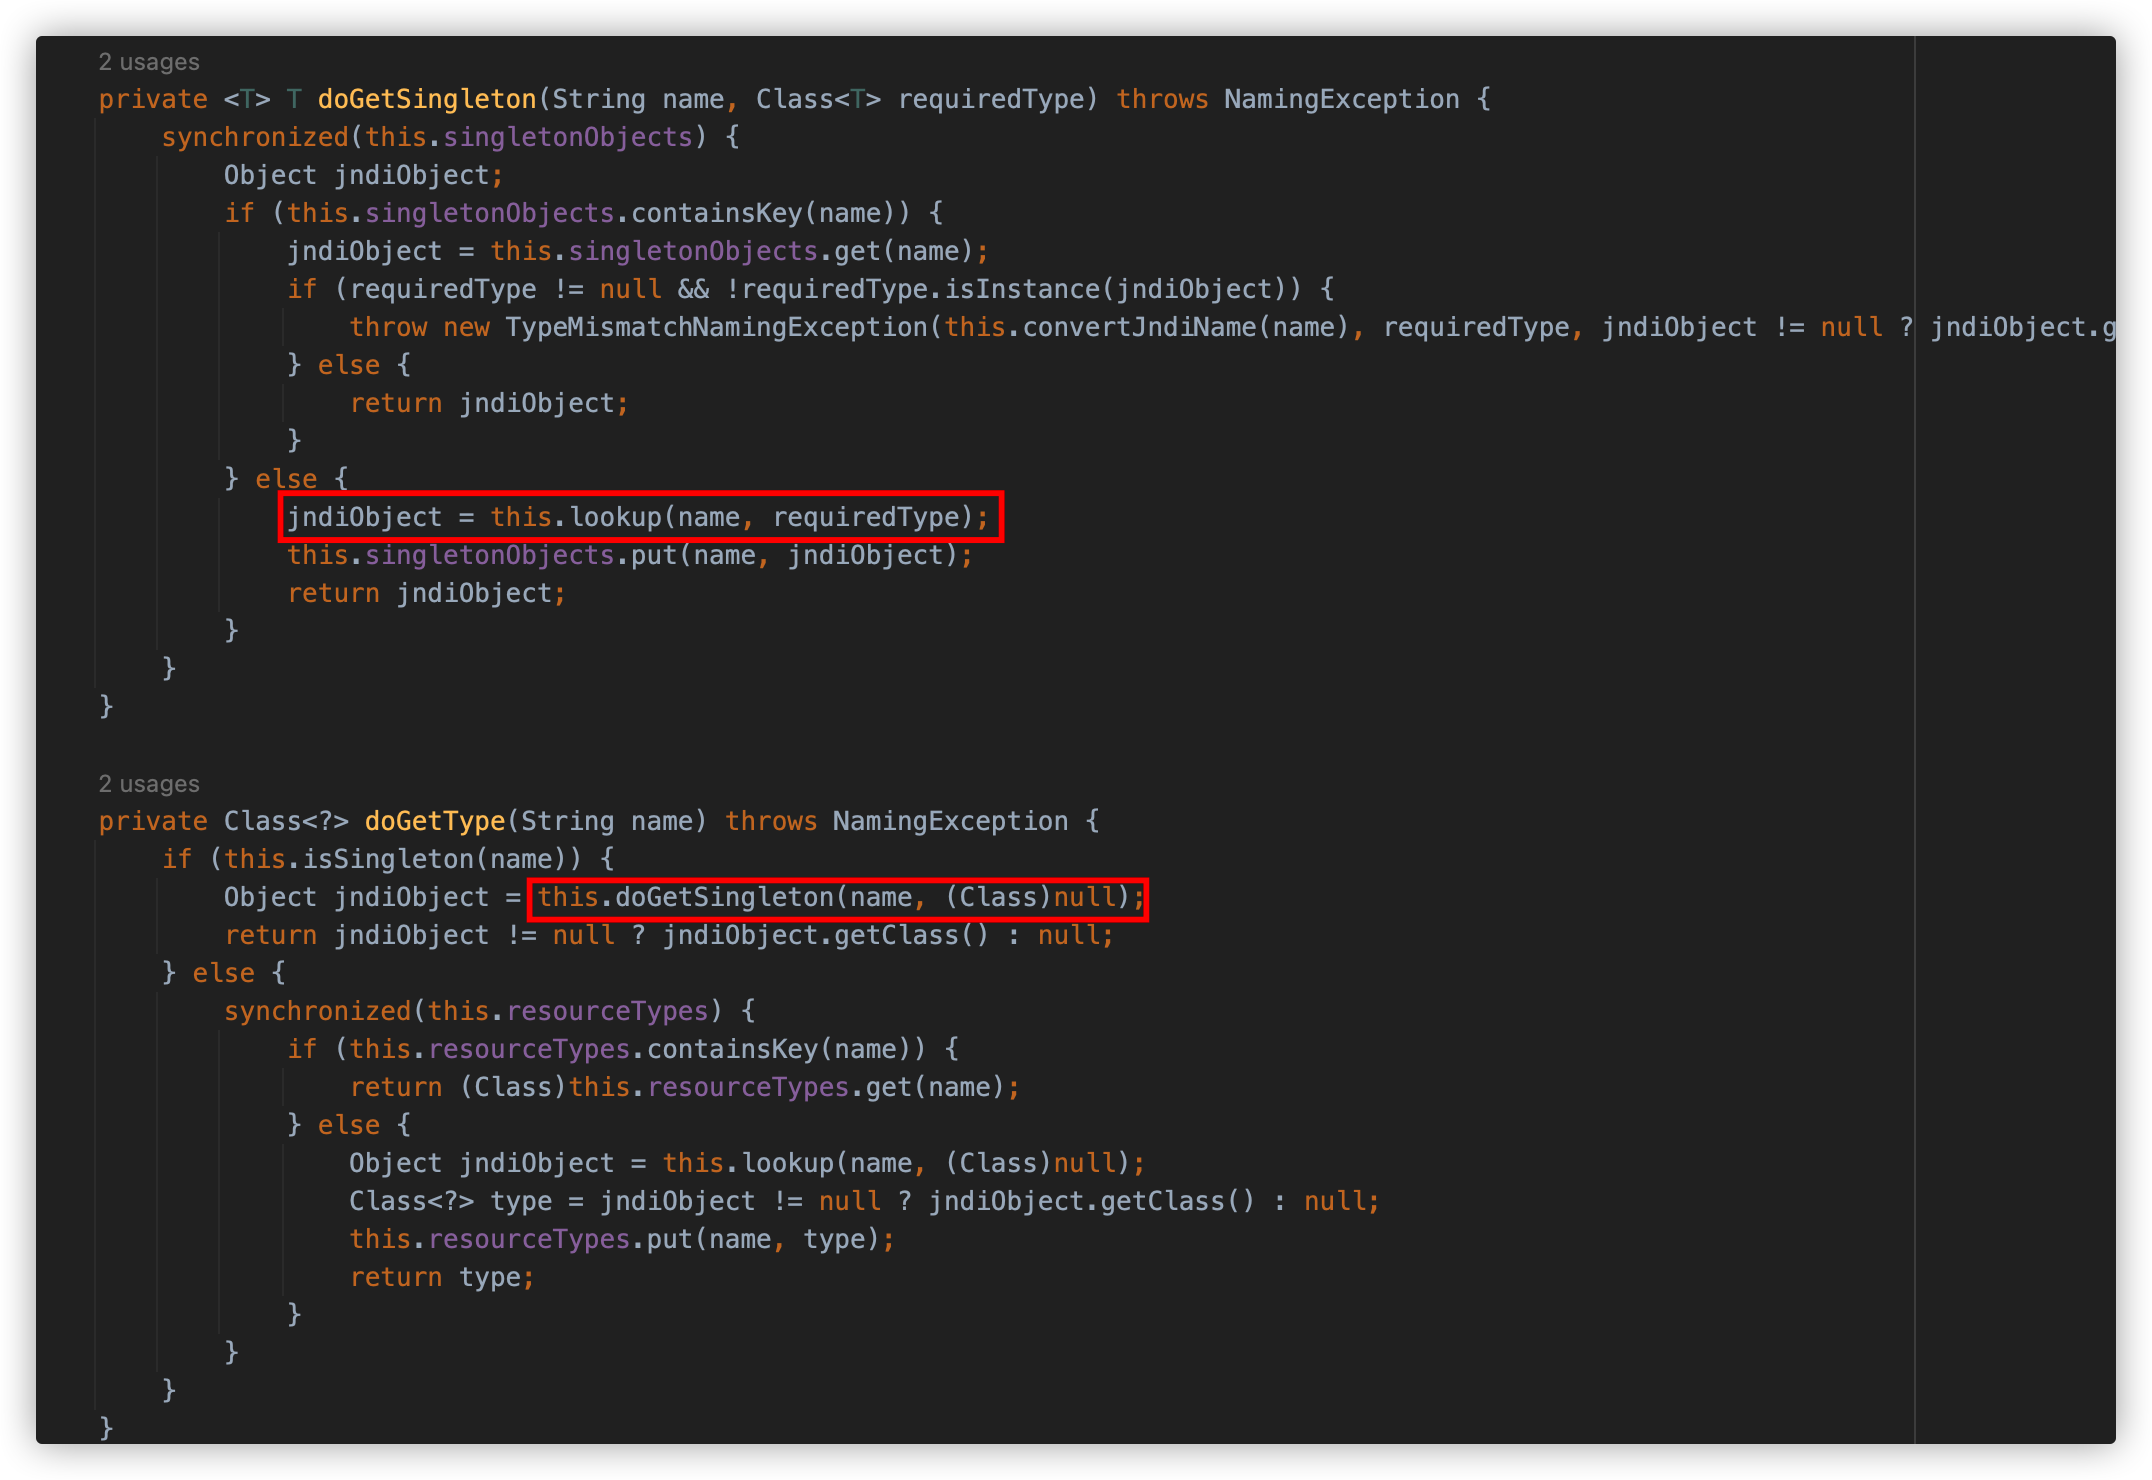 2 usages
private <T> T doGetSingleton(String name, Class<T> requiredType) throws NamingException {
synchronized(this.singletonObjects) {
Object jndiObject;
if (this.singletonObjects.containsKey(name)) {
jndiObject = this.singletonObjects.get(name);
if (requiredType != null && !requiredType.isInstance(jndiObject)) {
throw new TypeMismatchNamingException(this.convertJndiName(name), requiredType, jndiObject != null ? jndiObject.g
} else {
return jndiObject;
}
} else {
jndiObject = this.lookup(name, requiredType);
this.singletonObjects.put(name, jndiObject);
return jndiObject;
}
}
}
2 usages
private Class<?> doGetType(String name) throws NamingException {
if (this.isSingleton(name)) {
Object jndiObject = this.doGetSingleton(name, (Class)null);
return jndiObject != null ? jndiObject.getClass() : null;
} else {
synchronized(this.resourceTypes) {
if (this.resourceTypes.containsKey(name)) {
return (Class)this.resourceTypes.get(name);
} else {
Object jndiObject = this.lookup(name, (Class)null);
Class<?> type = jndiObject != null ? jndiObject.getClass() : null;
this.resourceTypes.put(name, type);
return type;
}
}
}
}